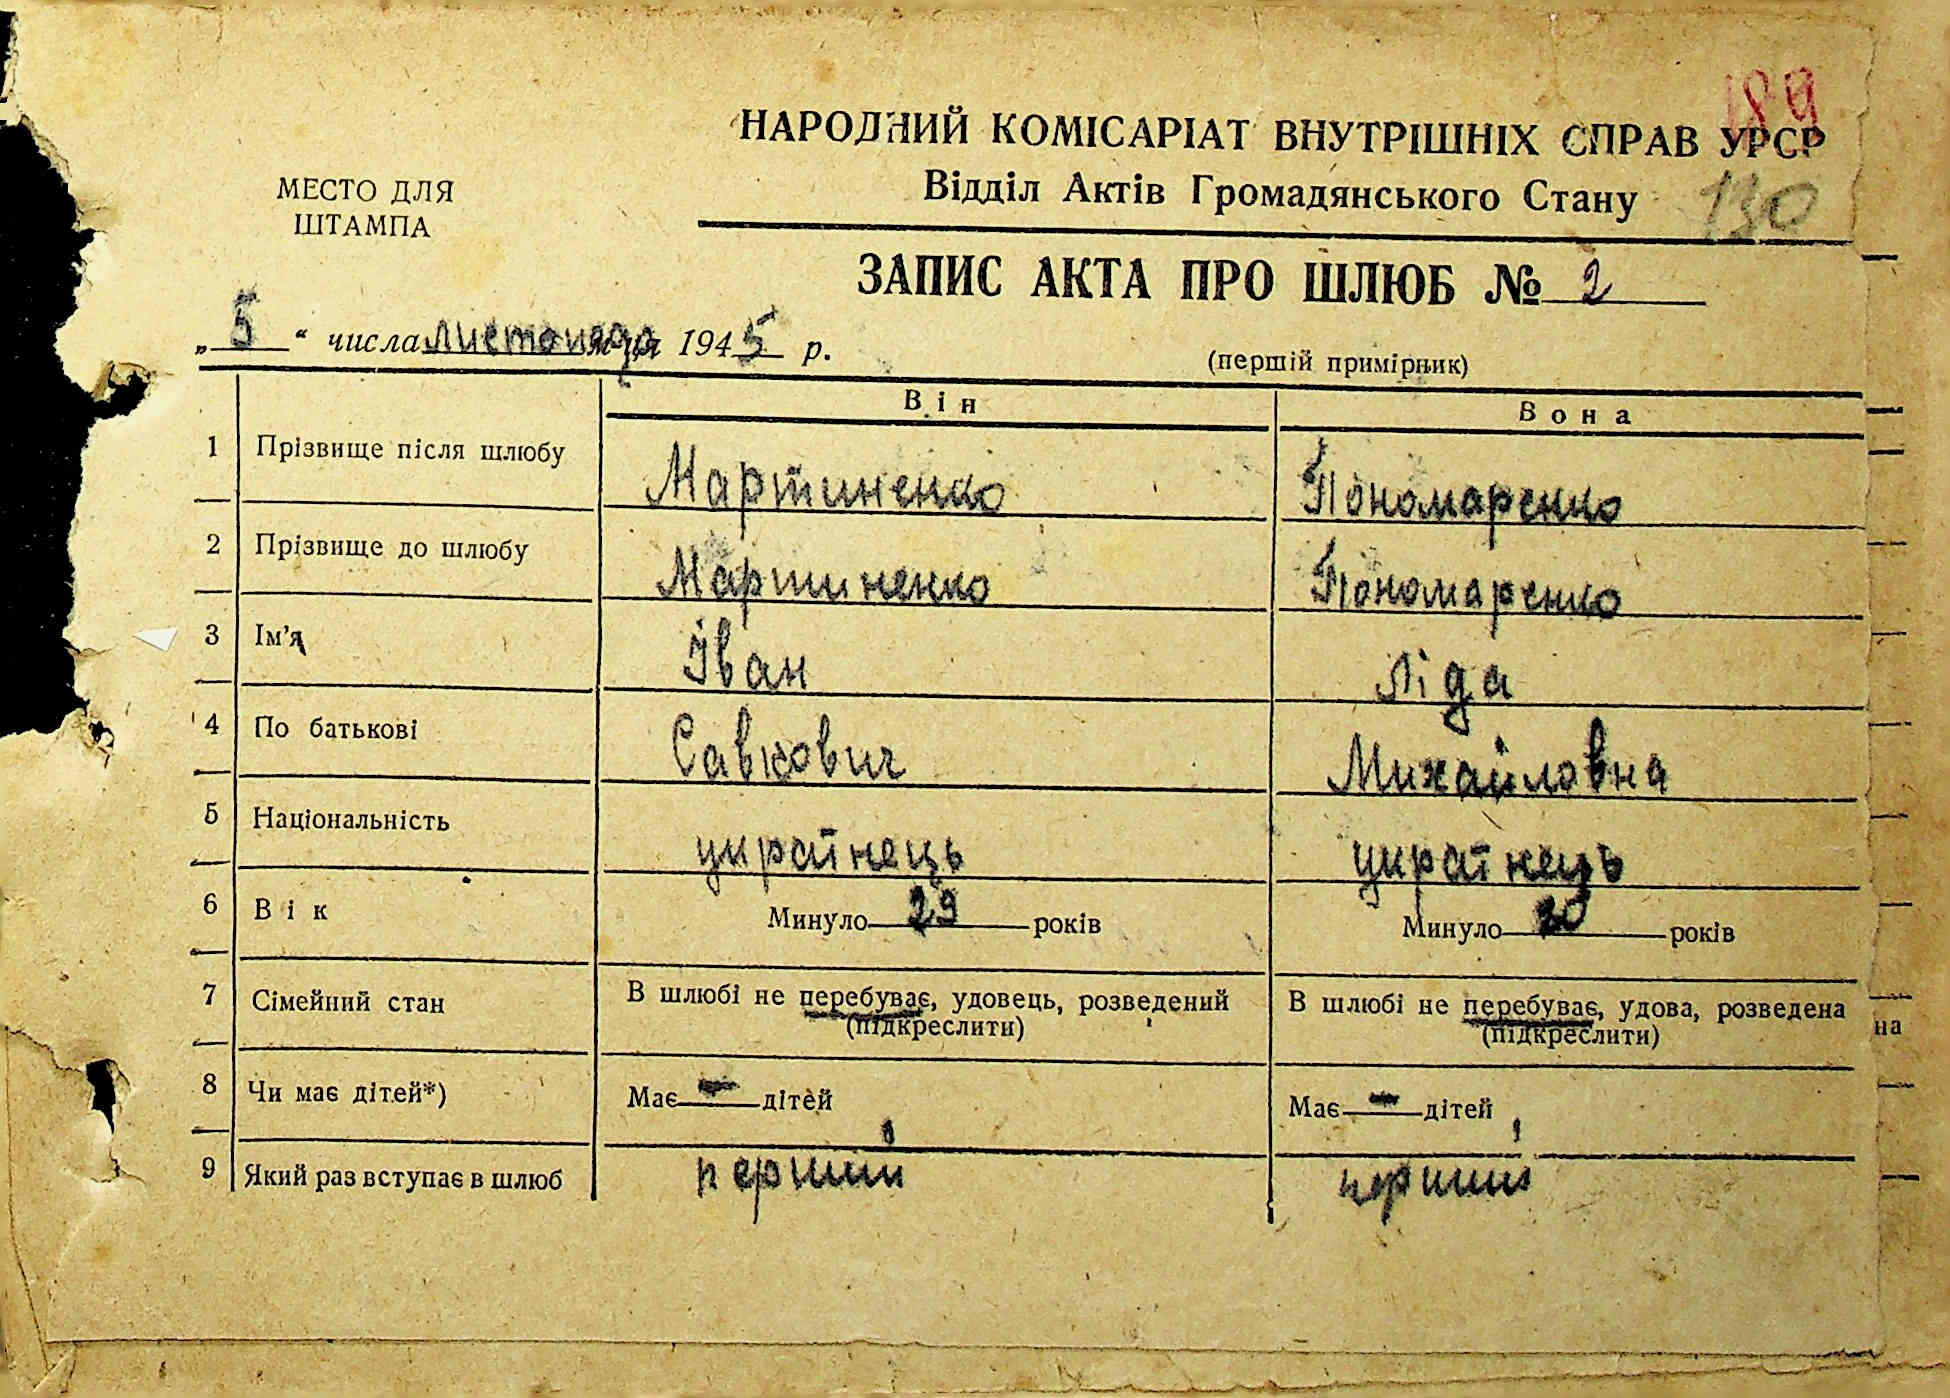 189
НАРОДНИЙ КОМІСАРІАТ ВНУТРІШНІХ СПРАВ УРСР
Відділ Актів Громадянського Стану
130
МЕСТО ДЛЯ
ШТАМПА
ЗАПИС АКТА ПРО ШЛЮБ № 2
„5“ числа листопада м-ця 1945 р.
(перший примірник)
Він Вона
1 Прізвище після шлюбу Мартиненко Пономаренко
2 Прізвище до шлюбу Мартиненко Пономаренко
3 Ім’я Іван Ліда
4 По батькові Савкович Михайловна
5 Національність українець українець
6 Вік Минуло 29 років Минуло 30 років
7 Сімейний стан В шлюбі не перебуває, удовець, розведений В шлюбі не перебуває, удова, розведена
(підкреслити) (підкреслити)
на
8 Чи має дітей*) Має — дітей Має — дітей
9 Який раз вступає в шлюб перший перший